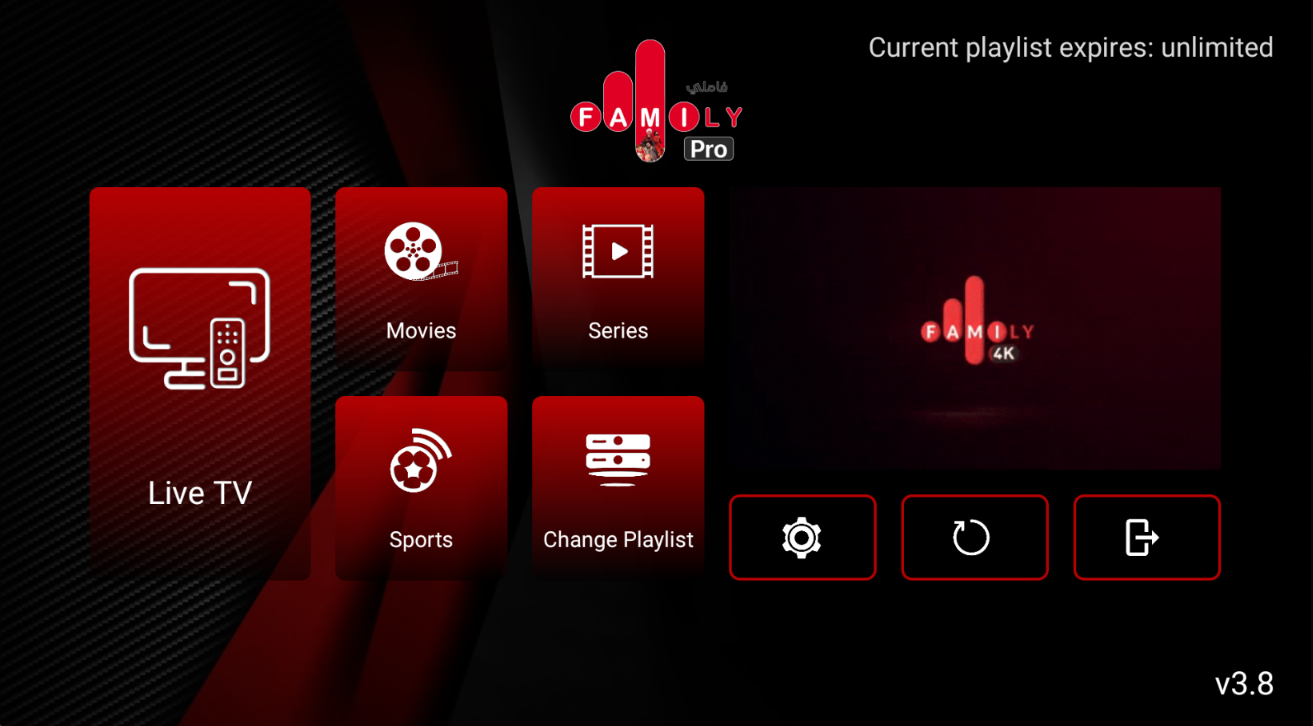 Current playlist expires: unlimited
فاملي
FAMILY
Pro
Live TV
Movies
Series
FAMILY
4K
Sports
Change Playlist
v3.8